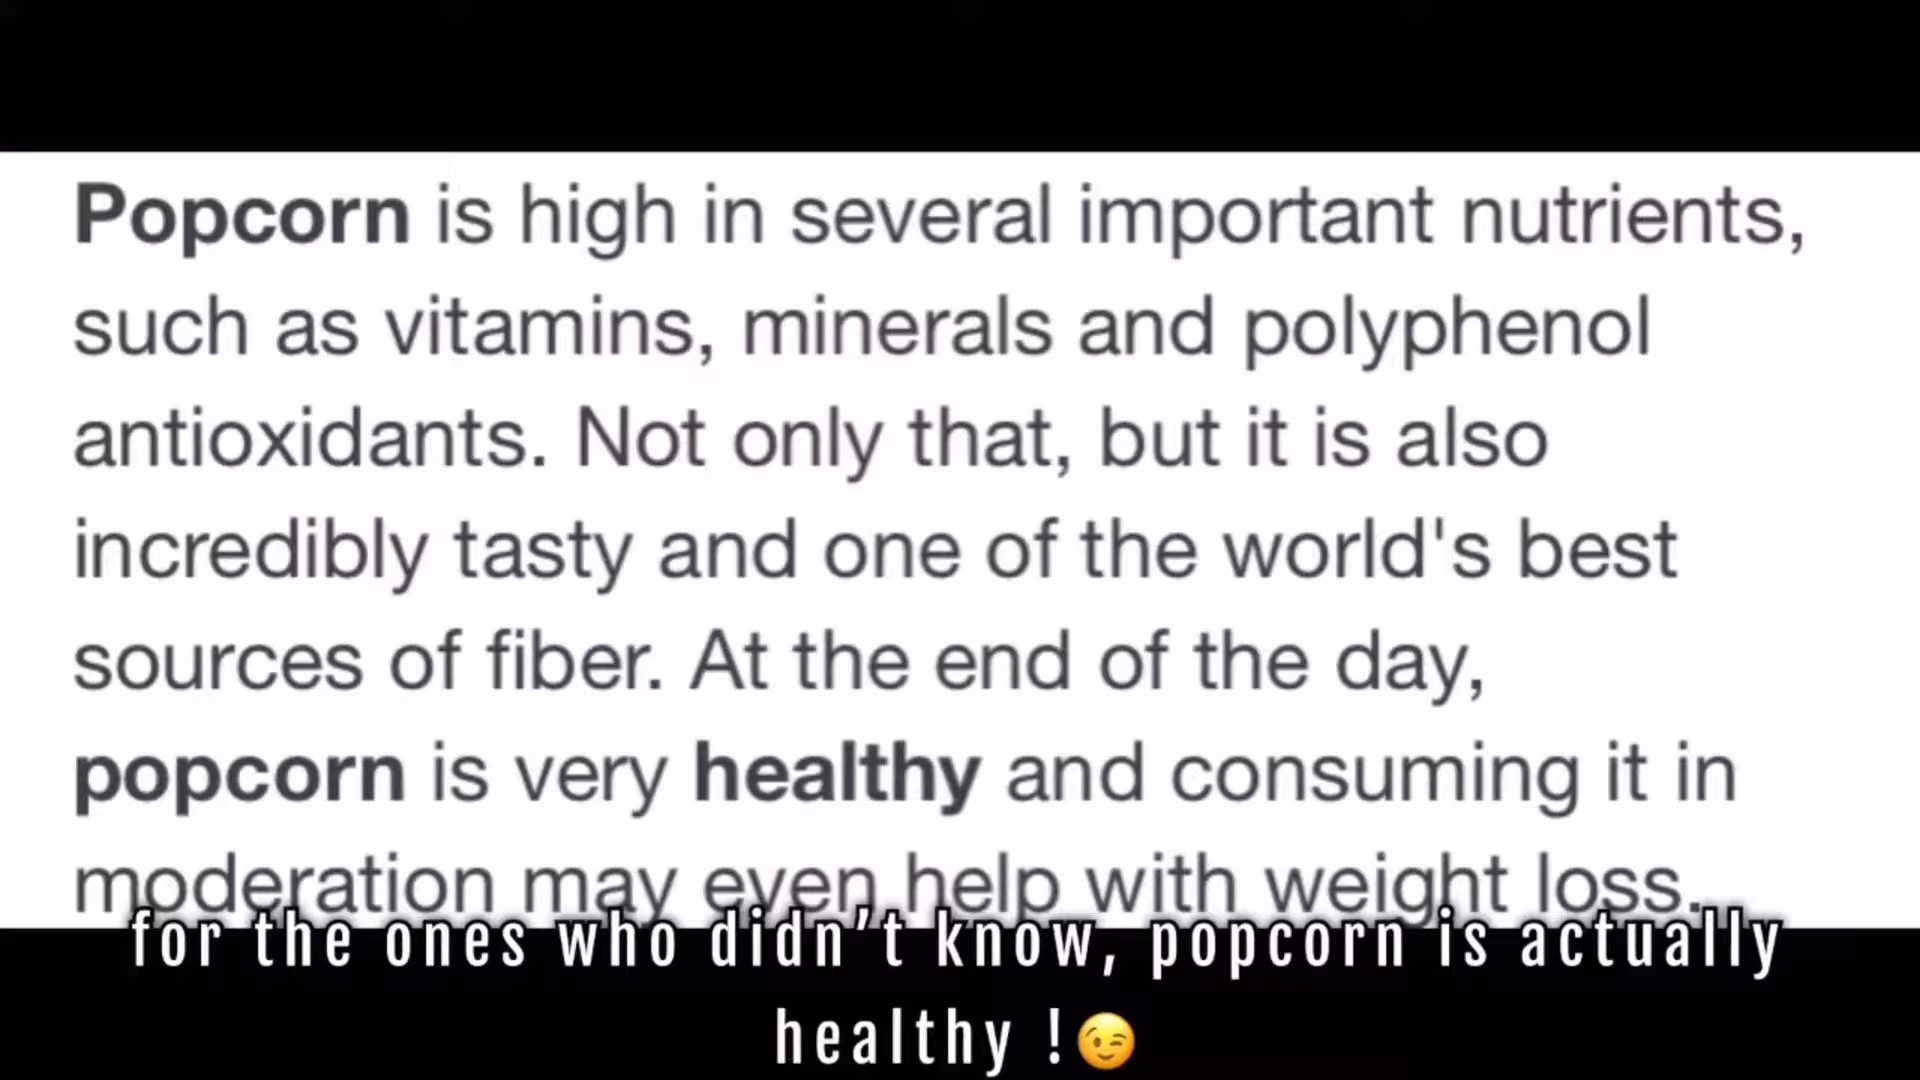 Popcorn is high in several important nutrients,
such as vitamins, minerals and polyphenol
antioxidants. Not only that, but it is also
incredibly tasty and one of the world's best
sources of fiber. At the end of the day,
popcorn is very healthy and consuming it in
moderation may even help with weight loss.
for the ones who didn't know, popcorn is actually
healthy !😉